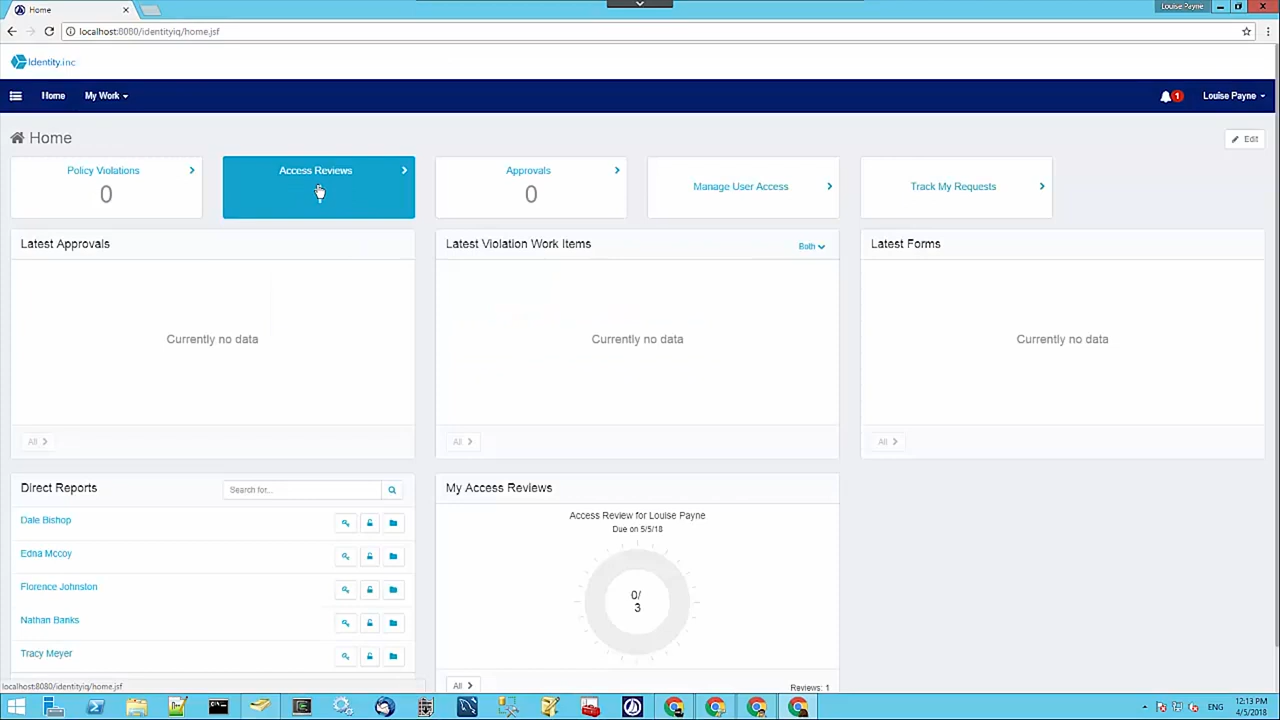 Home
Louise Payne
localhost:8080/identityiq/home.jsf
Identity.inc
Home
My Work
1
Louise Payne
Home
Edit
Policy Violations
0
Access Reviews
Approvals
0
Manage User Access
Track My Requests
Latest Approvals
Currently no data
All
Latest Violation Work Items
Both
Currently no data
All
Latest Forms
Currently no data
All
Direct Reports
Search for...
Dale Bishop
Edna Mccoy
Florence Johnston
Nathan Banks
Tracy Meyer
My Access Reviews
Access Review for Louise Payne
Due on 5/5/18
0/
3
All
Reviews: 1
localhost:8080/identityiq/home.jsf
ENG
12:13 PM
4/5/2018